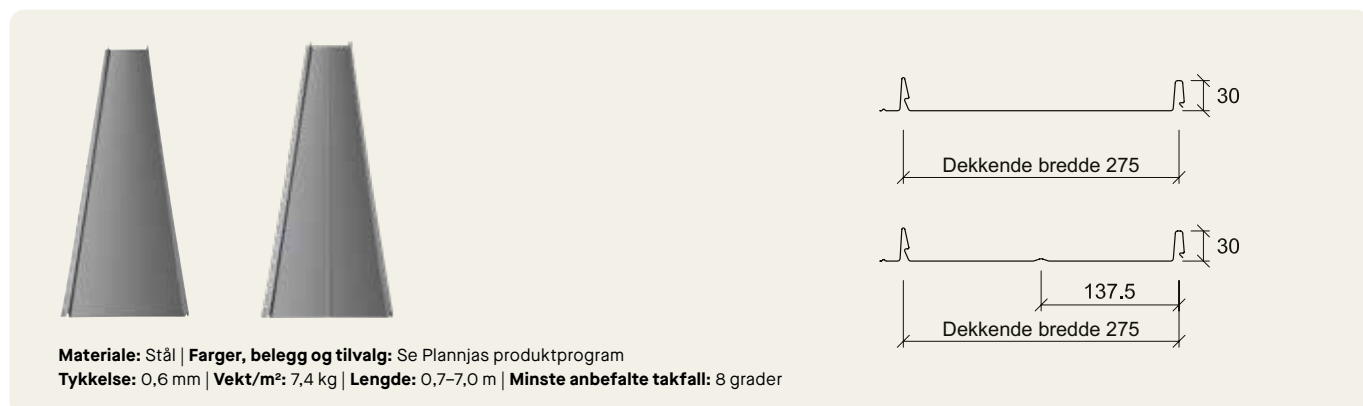 30
Dekkende bredde 275
30
137.5
Dekkende bredde 275
Materiale: Stål | Farger, belegg og tilvalg: Se Plannjas produktprogram
Tykkelse: 0,6 mm | Vekt/m²: 7,4 kg | Lengde: 0,7–7,0 m | Minste anbefalte takfall: 8 grader